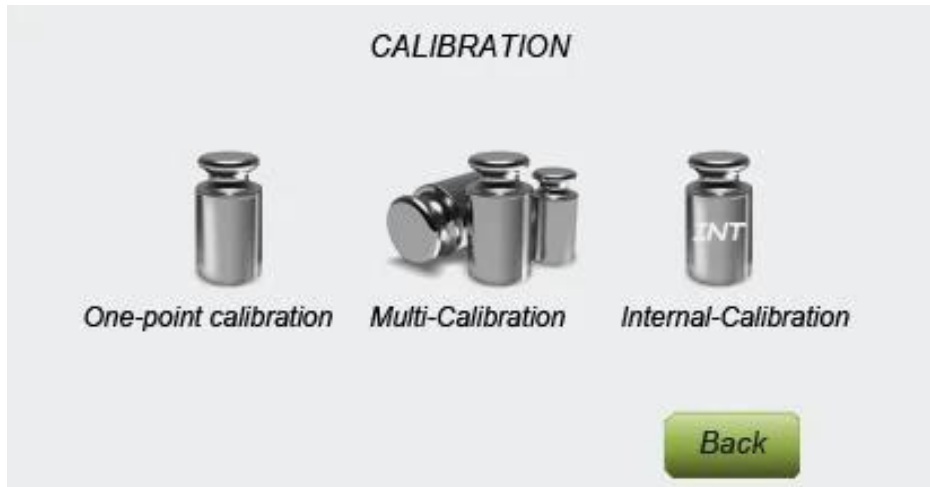 CALIBRATION
INT
One-point calibration
Multi-Calibration
Internal-Calibration
Back